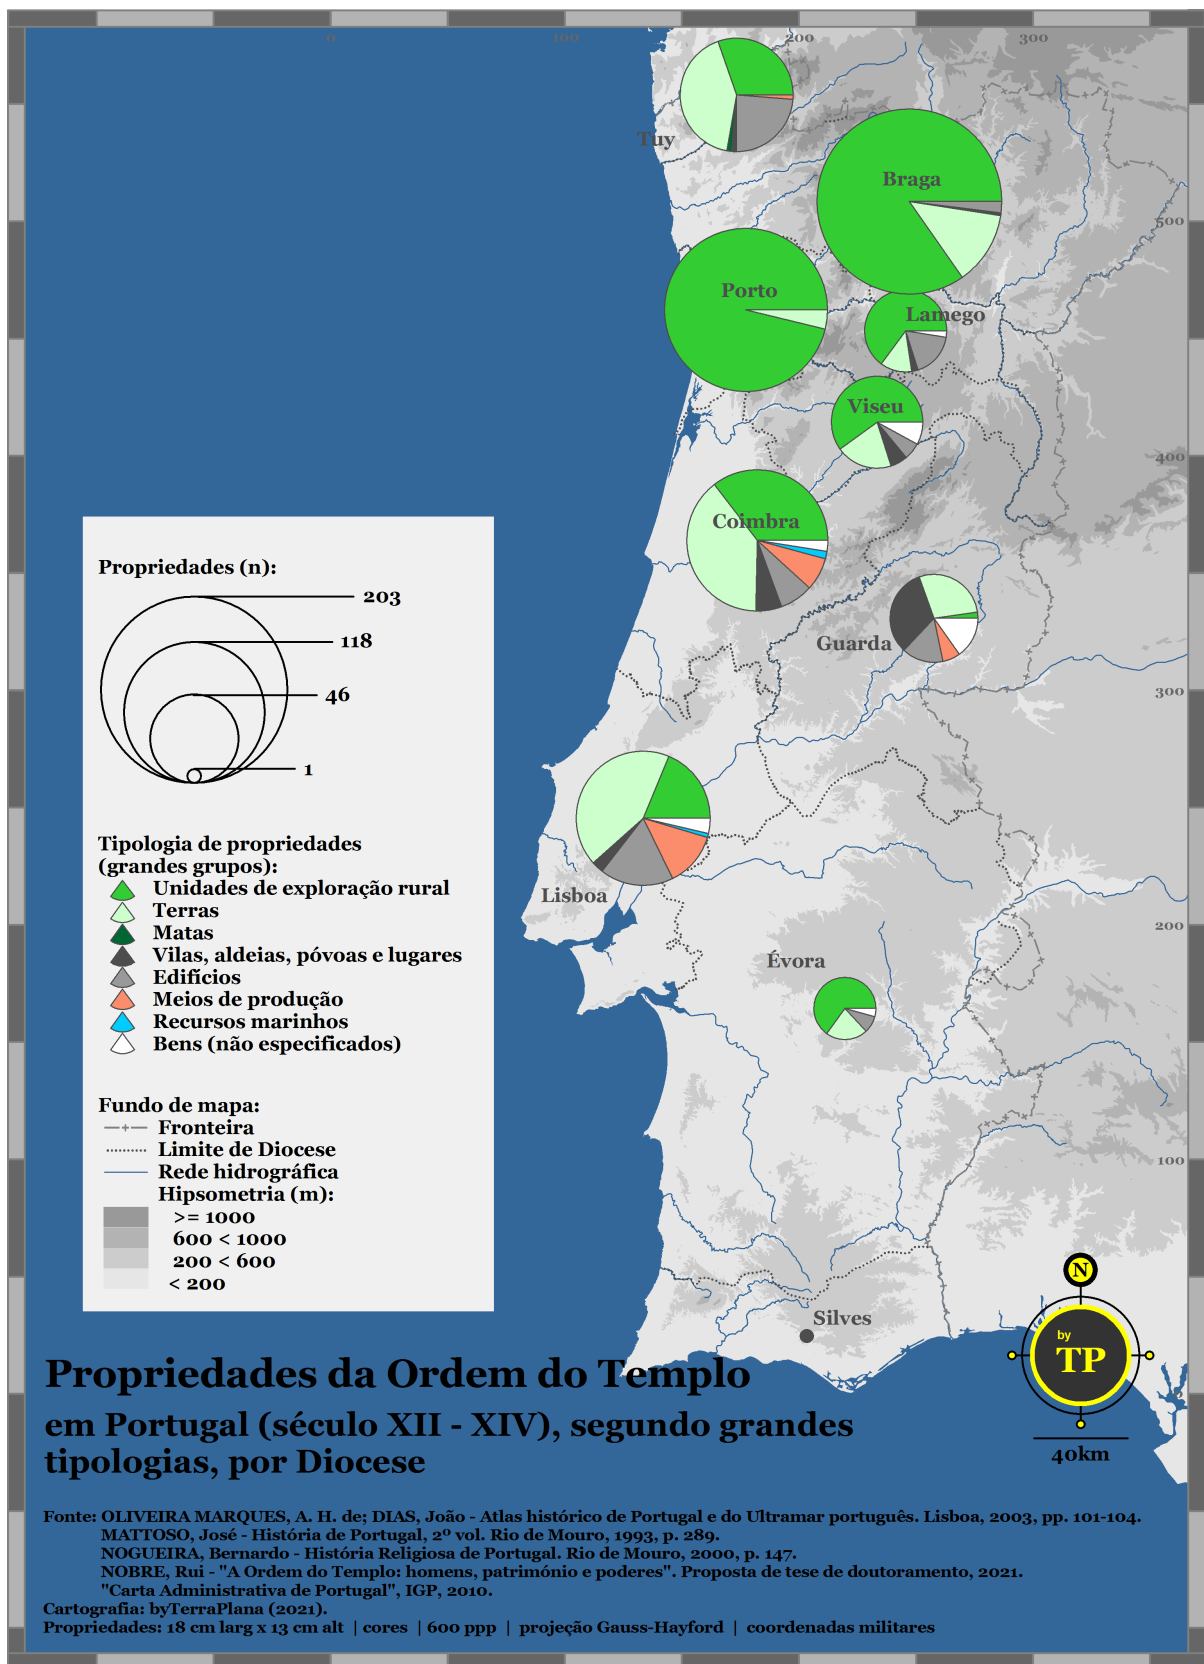 0
100
200
300
Tuy
Braga
500
Porto
Lamego
Viseu
400
Coimbra
Guarda
300
Lisboa
200
Évora
100
Silves
0
Propriedades (n):
203
118
46
1
Tipologia de propriedades
(grandes grupos):
Unidades de exploração rural
Terras
Matas
Vilas, aldeias, póvoas e lugares
Edifícios
Meios de produção
Recursos marinhos
Bens (não especificados)
Fundo de mapa:
Fronteira
Limite de Diocese
Rede hidrográfica
Hipsometria (m):
>= 1000
600 < 1000
200 < 600
< 200
N
by
TP
40km
Propriedades da Ordem do Templo
em Portugal (século XII - XIV), segundo grandes
tipologias, por Diocese
Fonte: OLIVEIRA MARQUES, A. H. de; DIAS, João - Atlas histórico de Portugal e do Ultramar português. Lisboa, 2003, pp. 101-104.
MATTOSO, José - História de Portugal, 2º vol. Rio de Mouro, 1993, p. 289.
NOGUEIRA, Bernardo - História Religiosa de Portugal. Rio de Mouro, 2000, p. 147.
NOBRE, Rui - "A Ordem do Templo: homens, património e poderes". Proposta de tese de doutoramento, 2021.
"Carta Administrativa de Portugal", IGP, 2010.
Cartografia: byTerraPlana (2021).
Propriedades: 18 cm larg x 13 cm alt | cores | 600 ppp | projeção Gauss-Hayford | coordenadas militares